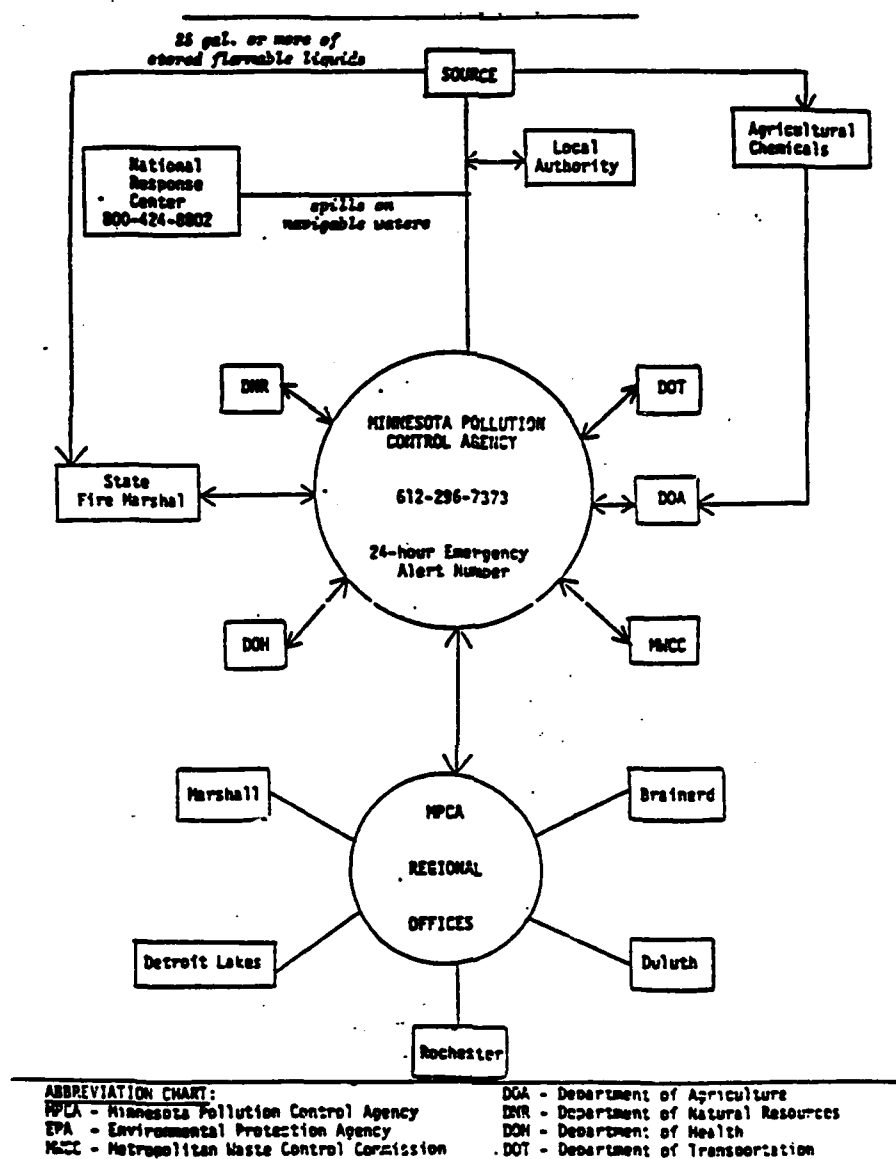 25 gal. or more of
stored flammable liquids
SOURCE
Agricultural
Chemicals
Local
Authority
National
Response
Center
800-424-8802
spills on
navigable waters
DNR
DOT
MINNESOTA POLLUTION
CONTROL AGENCY
612-296-7373
24-hour Emergency
Alert Number
State
Fire Marshal
DOA
DOH
MWCC
Marshall
Brainerd
MPCA
REGIONAL
OFFICES
Detroit Lakes
Duluth
Rochester
ABBREVIATION CHART:
MPCA - Minnesota Pollution Control Agency
EPA - Environmental Protection Agency
MWCC - Metropolitan Waste Control Commission
DOA - Department of Agriculture
DNR - Department of Natural Resources
DOH - Department of Health
DOT - Department of Transportation